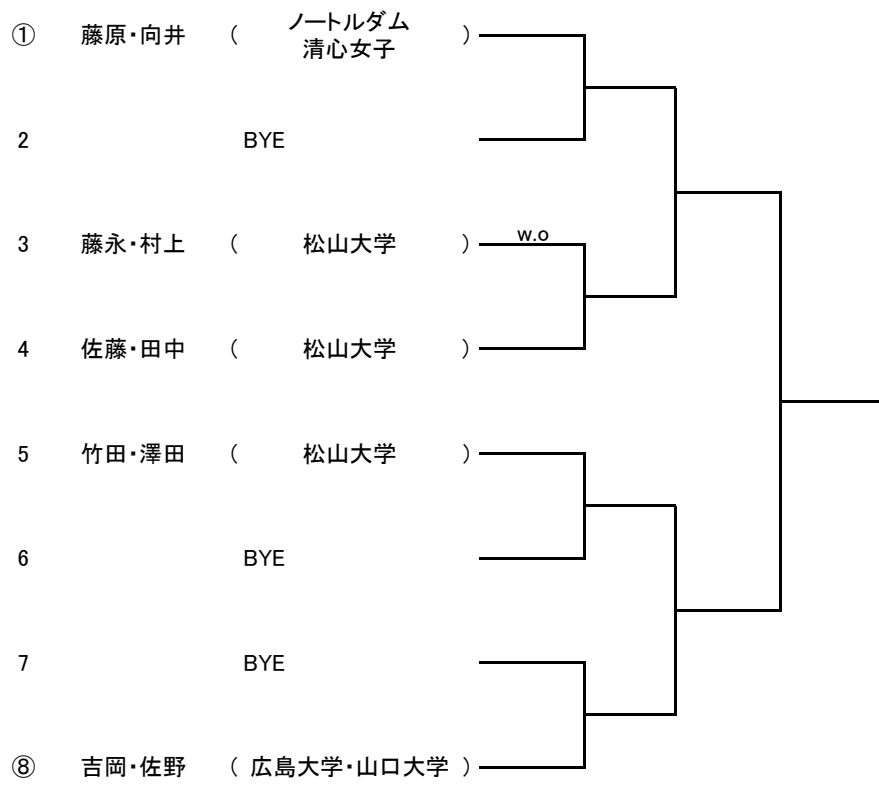 ① 藤原・向井 ( ノートルダム
清心女子 )
2 BYE
3 藤永・村上 ( 松山大学 ) w.o
4 佐藤・田中 ( 松山大学 )
5 竹田・澤田 ( 松山大学 )
6 BYE
7 BYE
⑧ 吉岡・佐野 ( 広島大学・山口大学 )